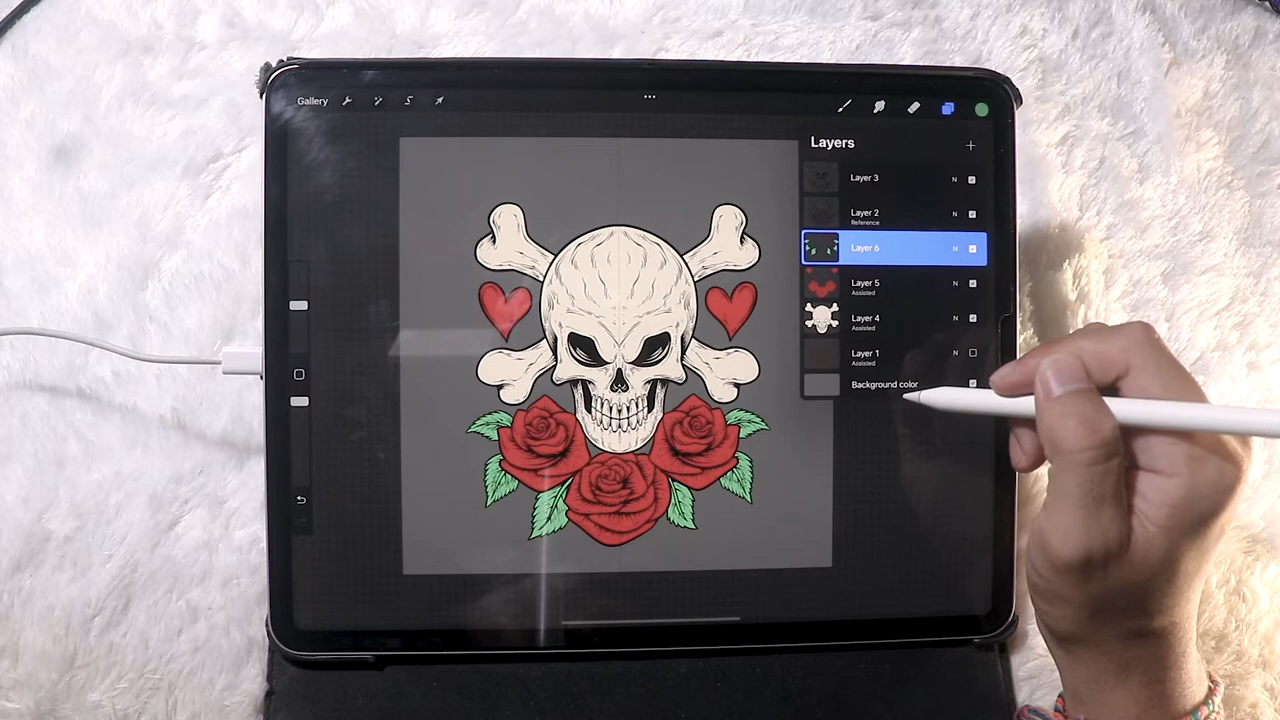 Gallery
Layers
Layer 3
N
Layer 2
Reference
N
Layer 6
N
Layer 5
Assisted
N
Layer 4
Assisted
N
Layer 1
Assisted
N
Background color